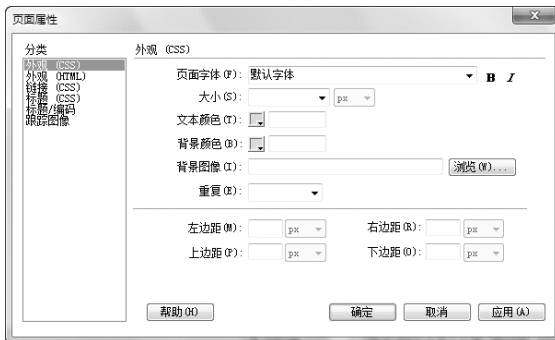 页面属性
分类
外观 (CSS)
外观 (HTML)
链接 (CSS)
标题 (CSS)
标题/编码
跟踪图像
外观 (CSS)
页面字体(F): 默认字体 B I
大小(S): px
文本颜色(T):
背景颜色(B):
背景图像(I): 浏览(W)...
重复(E):
左边距(M): px 右边距(R): px
上边距(P): px 下边距(O): px
帮助(H) 确定 取消 应用(A)